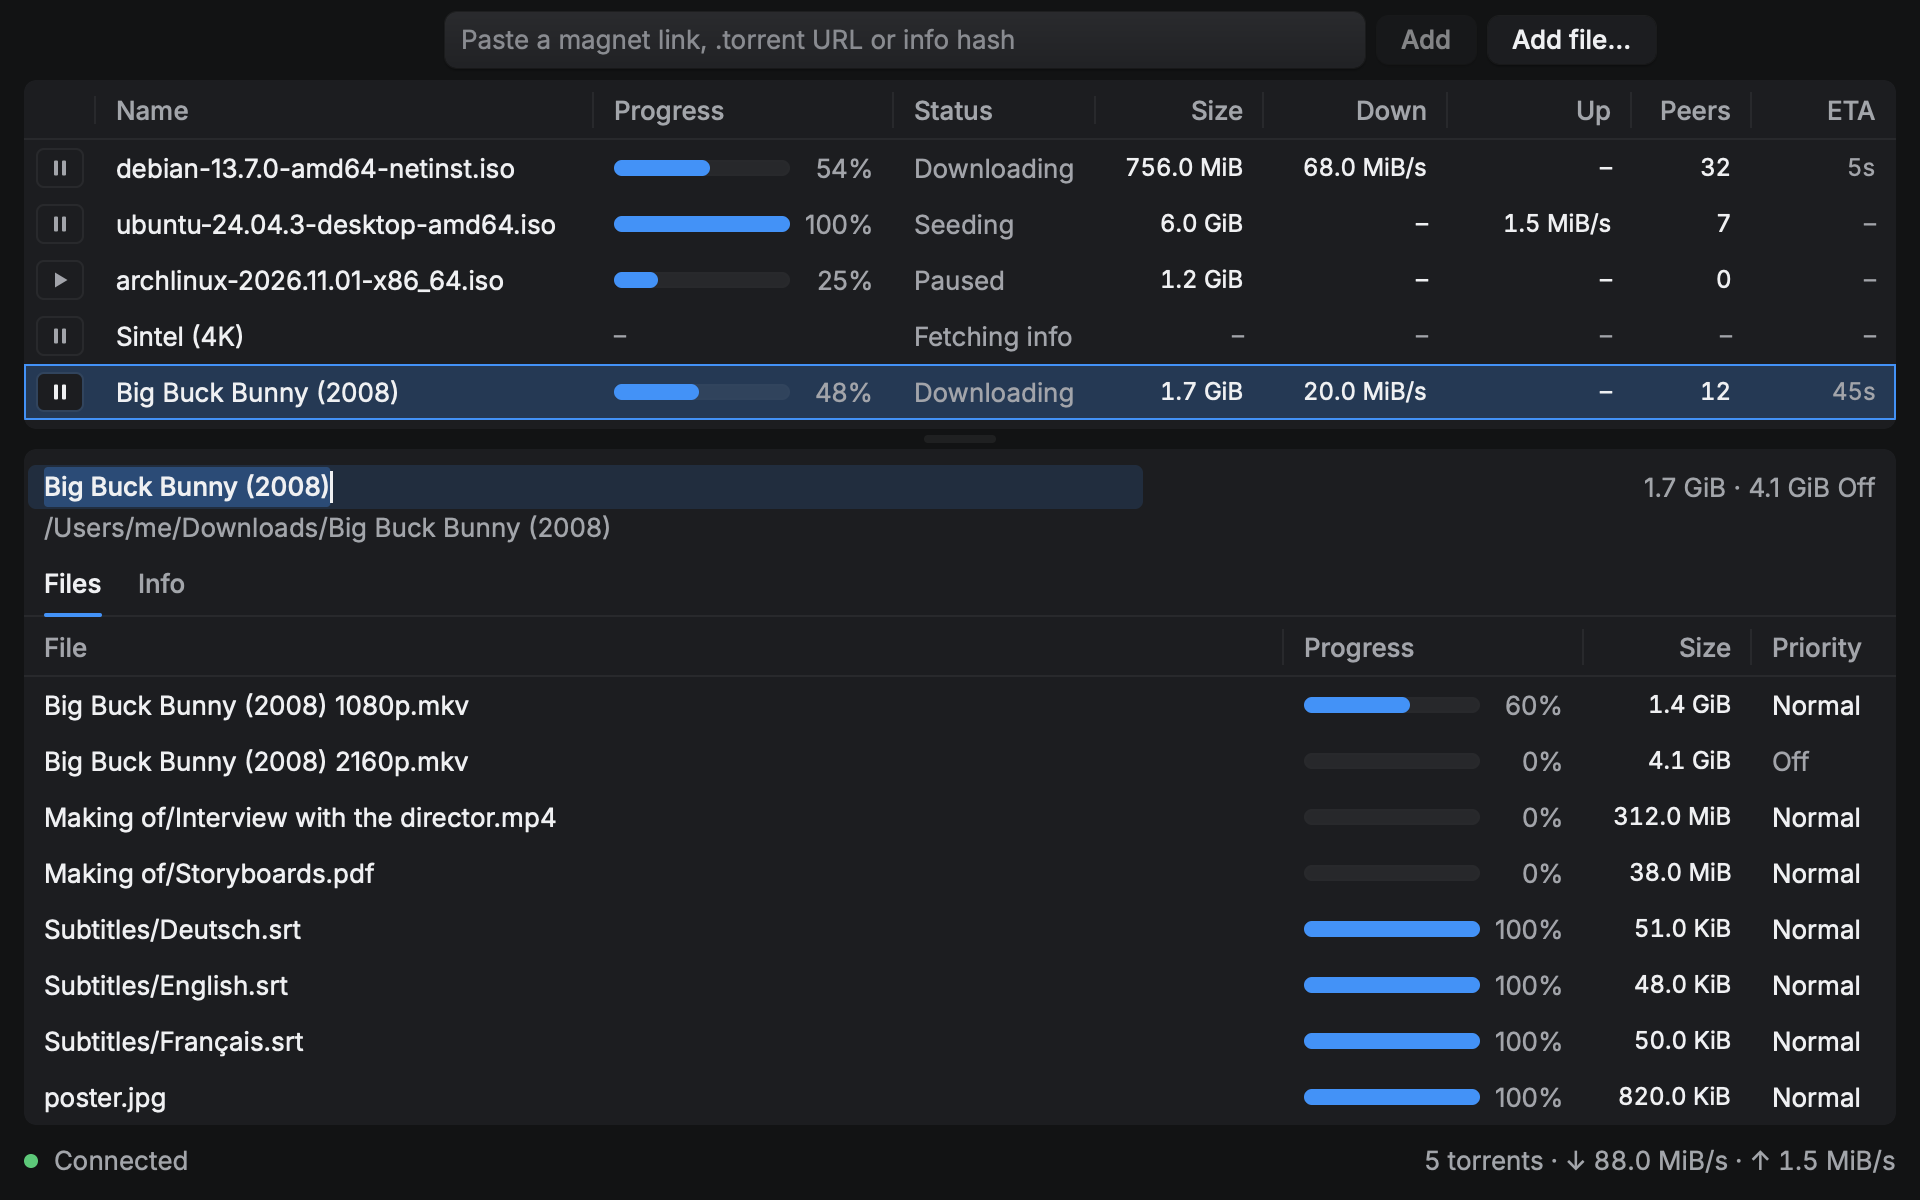 Paste a magnet link, .torrent URL or info hash Add Add file...
Name Progress Status Size Down Up Peers ETA
debian-13.7.0-amd64-netinst.iso 54% Downloading 756.0 MiB 68.0 MiB/s – 32 5s
ubuntu-24.04.3-desktop-amd64.iso 100% Seeding 6.0 GiB – 1.5 MiB/s 7 –
archlinux-2026.11.01-x86_64.iso 25% Paused 1.2 GiB – – 0 –
Sintel (4K) – Fetching info – – – – –
Big Buck Bunny (2008) 48% Downloading 1.7 GiB 20.0 MiB/s – 12 45s
Big Buck Bunny (2008) 1.7 GiB · 4.1 GiB Off
/Users/me/Downloads/Big Buck Bunny (2008)
Files Info
File Progress Size Priority
Big Buck Bunny (2008) 1080p.mkv 60% 1.4 GiB Normal
Big Buck Bunny (2008) 2160p.mkv 0% 4.1 GiB Off
Making of/Interview with the director.mp4 0% 312.0 MiB Normal
Making of/Storyboards.pdf 0% 38.0 MiB Normal
Subtitles/Deutsch.srt 100% 51.0 KiB Normal
Subtitles/English.srt 100% 48.0 KiB Normal
Subtitles/Français.srt 100% 50.0 KiB Normal
poster.jpg 100% 820.0 KiB Normal
Connected 5 torrents · ↓ 88.0 MiB/s · ↑ 1.5 MiB/s